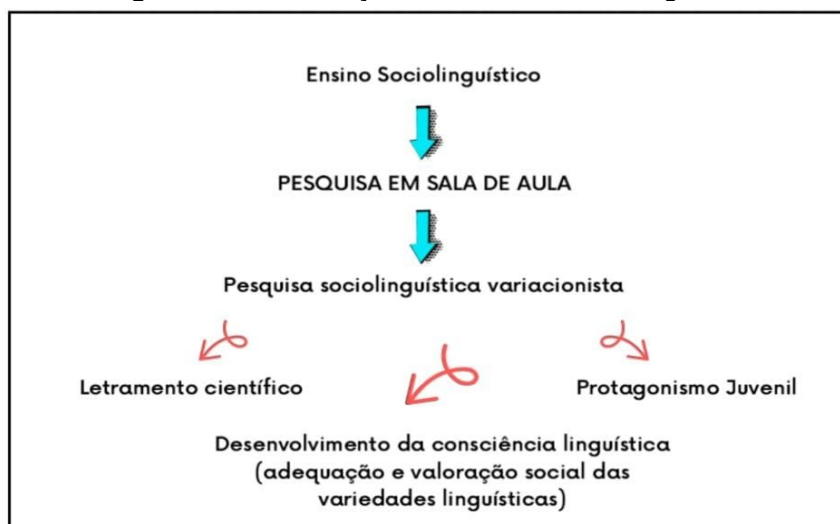 Ensino Sociolinguístico
PESQUISA EM SALA DE AULA
Pesquisa sociolinguística variacionista
Letramento científico
Protagonismo Juvenil
Desenvolvimento da consciência linguística
(adequação e valoração social das
variedades linguísticas)